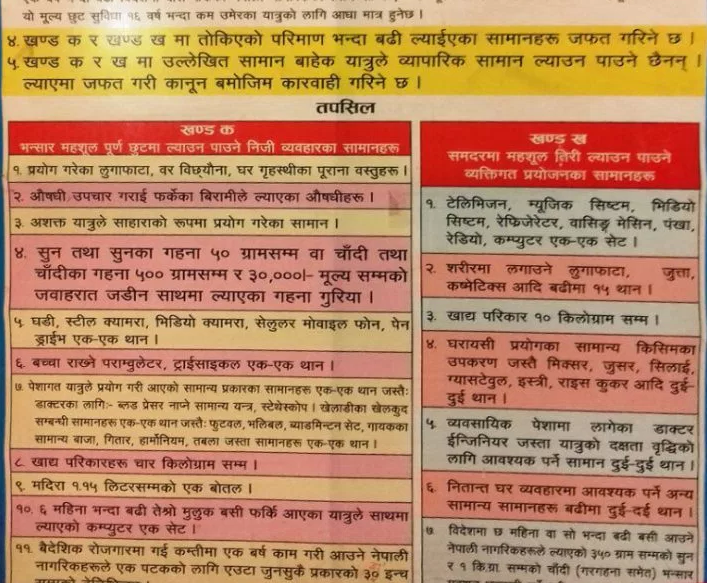 यो मूल्य छुट सुविधा १६ वर्ष भन्दा कम उमेरका यात्रुको लागि आधा मात्र हुनेछ ।
४. खण्ड क र खण्ड ख मा तोकिएको परिमाण भन्दा बढी ल्याईएका सामानहरू जफत गरिने छ ।
५. खण्ड क र ख मा उल्लेखित सामान बाहेक यात्रुले व्यापारिक सामान ल्याउन पाउने छैनन् ।
ल्याएमा जफत गरी कानून बमोजिम कारवाही गरिने छ ।
तपसिल
खण्ड क
भन्सार महशूल पूर्ण छुटमा ल्याउन पाउने निजी व्यवहारका सामानहरू
१. प्रयोग गरेका लुगाफाटा, वर विछ्यौना, घर गृहस्थीका पूराना वस्तुहरू ।
२. औषधी उपचार गराई फर्केका बिरामीले ल्याएका औषधीहरू ।
३. अशक्त यात्रुले साहाराको रूपमा प्रयोग गरेका सामान ।
४. सुन तथा सुनका गहना ५० ग्रामसम्म वा चाँदी तथा
चाँदीका गहना ५०० ग्रामसम्म र ३०,०००।- मूल्य सम्मको
जवाहरात जडीन साथमा ल्याएका गहना गुरिया ।
५. घडी, स्टील क्यामरा, भिडियो क्यामरा, सेलुलर मोवाइल फोन, पेन
ड्राईभ एक-एक थान ।
६. बच्चा राख्ने पराम्वुलेटर, ट्राईसाइकल एक-एक थान ।
७. पेशागत यात्रुले प्रयोग गरी आएको सामान्य प्रकारका सामानहरू एक-एक थान जस्तैः
डाक्टरका लागिः- ब्लड प्रेसर नाप्ने सामान्य यन्त्र, स्टेथेस्कोप । खेलाडीका खेलकुद
सम्बन्धी सामानहरू एक-एक थान जस्तैः फुटवल, भलिबल, ब्याडमिन्टन सेट, गायकका
सामान्य बाजा, गितार, हार्मोनियम, तबला जस्ता सामानहरू एक-एक थान ।
८. खाद्य परिकारहरू चार किलोग्राम सम्म ।
९. मदिरा १.१५ लिटरसम्मको एक बोतल ।
१०. ६ महिना भन्दा बढी तेश्रो मुलुक बसी फर्कि आएका यात्रुले साथमा
ल्याएको कम्प्युटर एक सेट ।
११. बैदेशिक रोजगारमा गई कम्तीमा एक बर्ष काम गरी आउने नेपाली
नागरिकहरूले एक पटकको लागि एउटा जुनसुकै प्रकारको ३० इन्च
खण्ड ख
समदरमा महशूल तिरी ल्याउन पाउने
व्यक्तिगत प्रयोजनका सामानहरू
१. टेलिमिजन, म्यूजिक सिष्टम, भिडियो
सिष्टम, रेफ्रिजेरेटर, वासिङ्ग मेसिन, पंखा,
रेडियो, कम्प्युटर एक-एक सेट ।
२. शरीरमा लगाउने लुगाफाटा, जुत्ता,
कष्मेटिक्स आदि बढीमा १५ थान ।
३. खाद्य परिकार १० किलोग्राम सम्म ।
४. घरायसी प्रयोगका सामान्य किसिमका
उपकरण जस्तै मिक्सर, जुसर, सिलाई,
ग्यासटेवुल, इस्त्री, राइस कुकर आदि दुई-
दुई थान ।
५. व्यवसायिक पेशामा लागेका डाक्टर
ईन्जिनियर जस्ता यात्रुको दक्षता वृद्धिको
लागि आवश्यक पर्ने सामान दुई-दुई थान ।
६. नितान्त घर व्यवहारमा आवश्यक पर्ने अन्य
सामान्य सामानहरू बढीमा दुई-दई थान ।
७. विदेशमा छ महिना वा सो भन्दा बढी बसी आउने
नेपाली नागरिकहरूले ल्याएको ३५० ग्राम सम्मको सुन
र १ कि.ग्रा. सम्मको चाँदी (गरगहना समेत) भन्सार